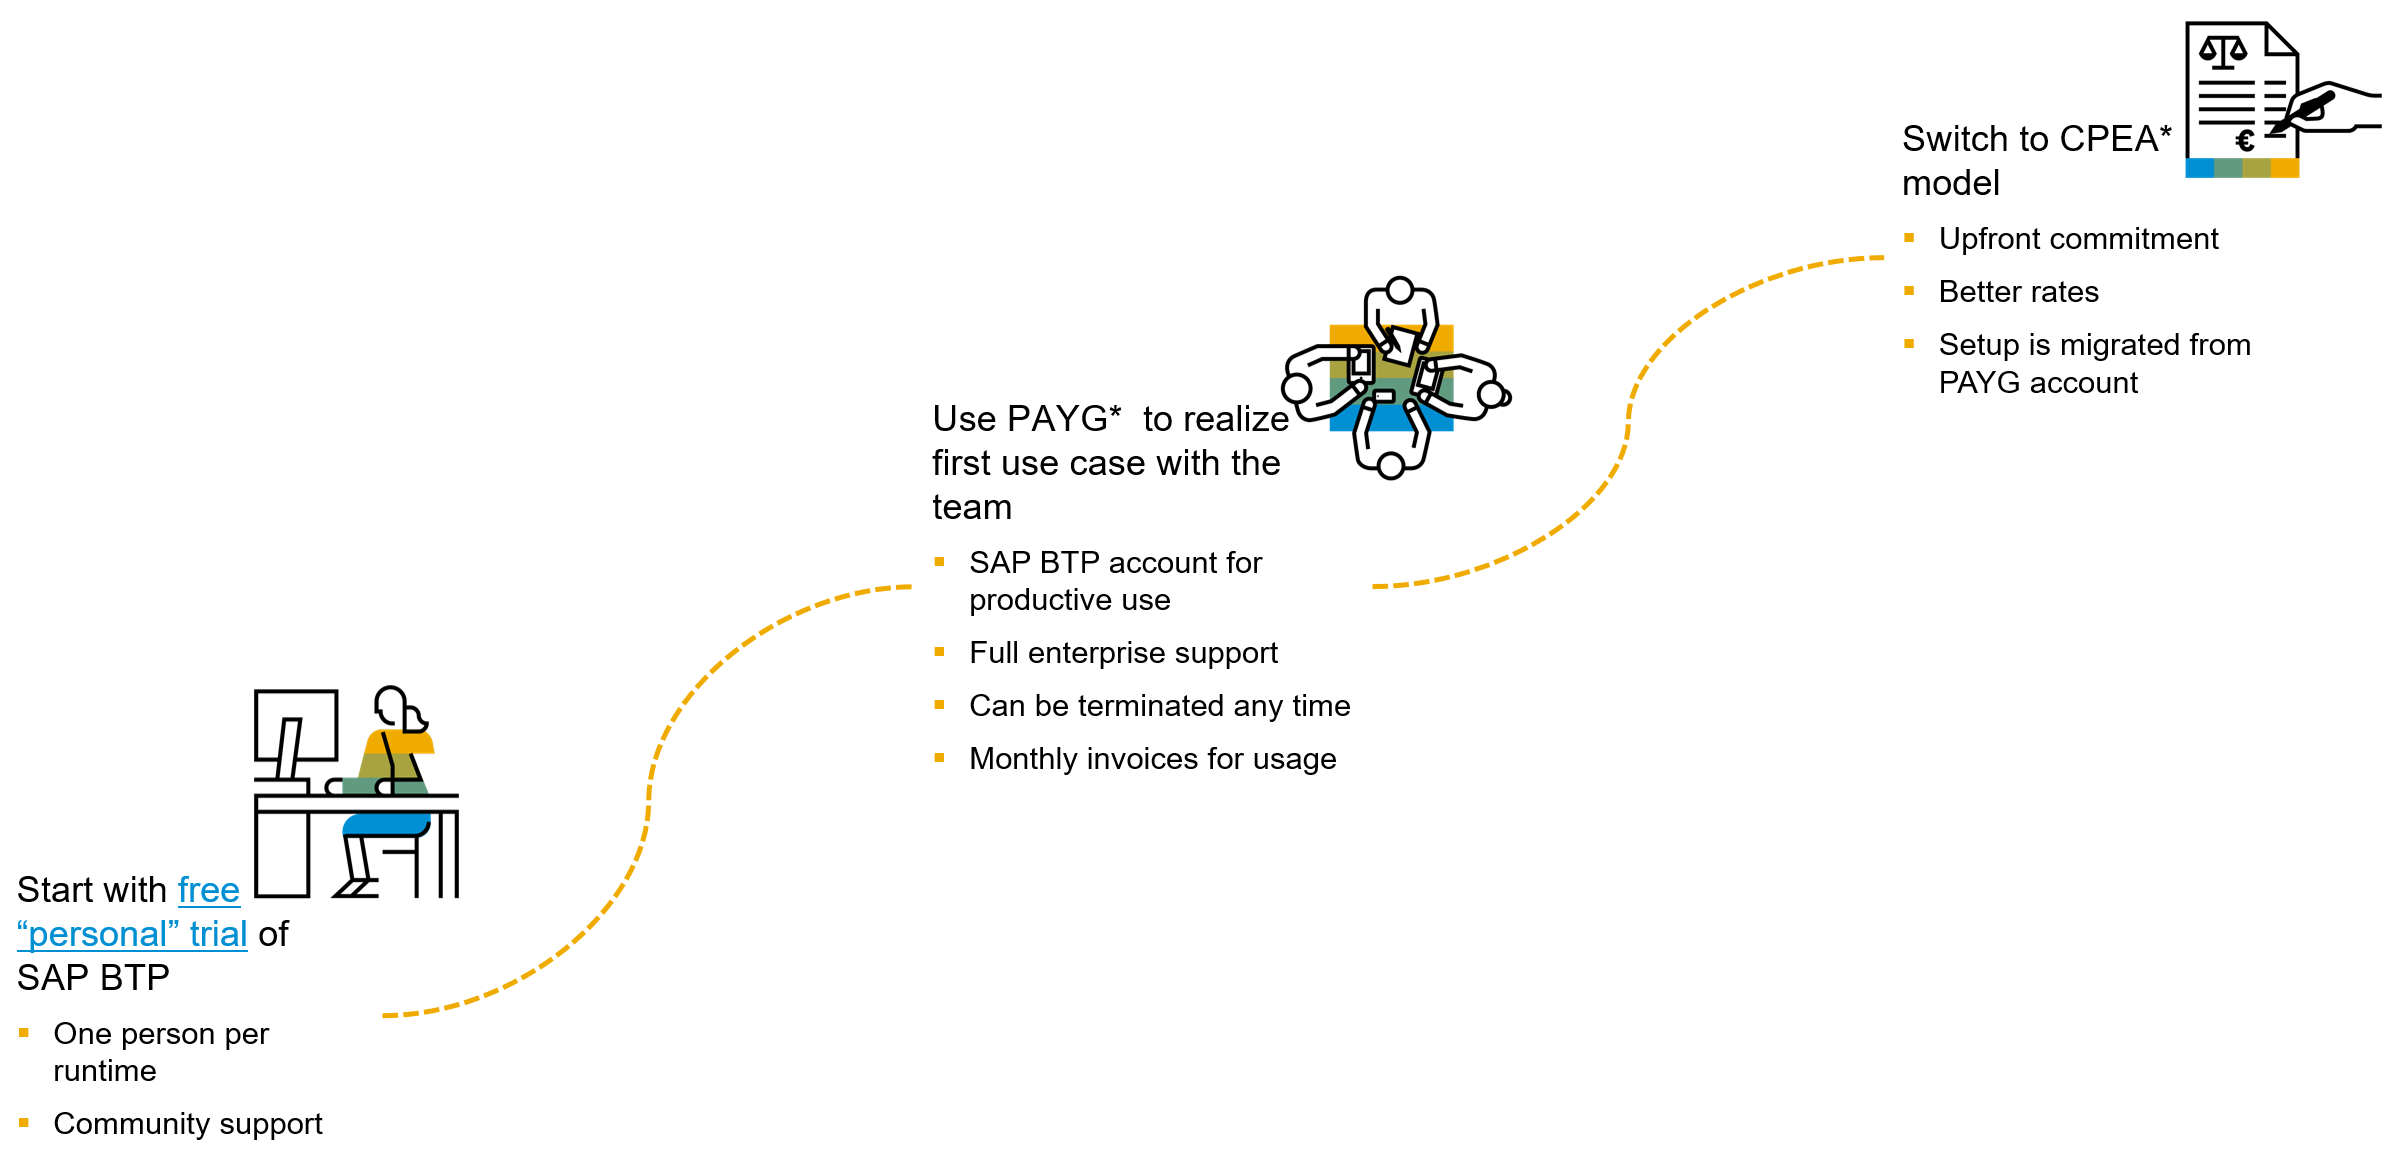 Start with free
“personal” trial of
SAP BTP
▪ One person per
runtime
▪ Community support
Use PAYG*  to realize
first use case with the
team
▪ SAP BTP account for
productive use
▪ Full enterprise support
▪ Can be terminated any time
▪ Monthly invoices for usage
Switch to CPEA*
model
▪ Upfront commitment
▪ Better rates
▪ Setup is migrated from
PAYG account
€